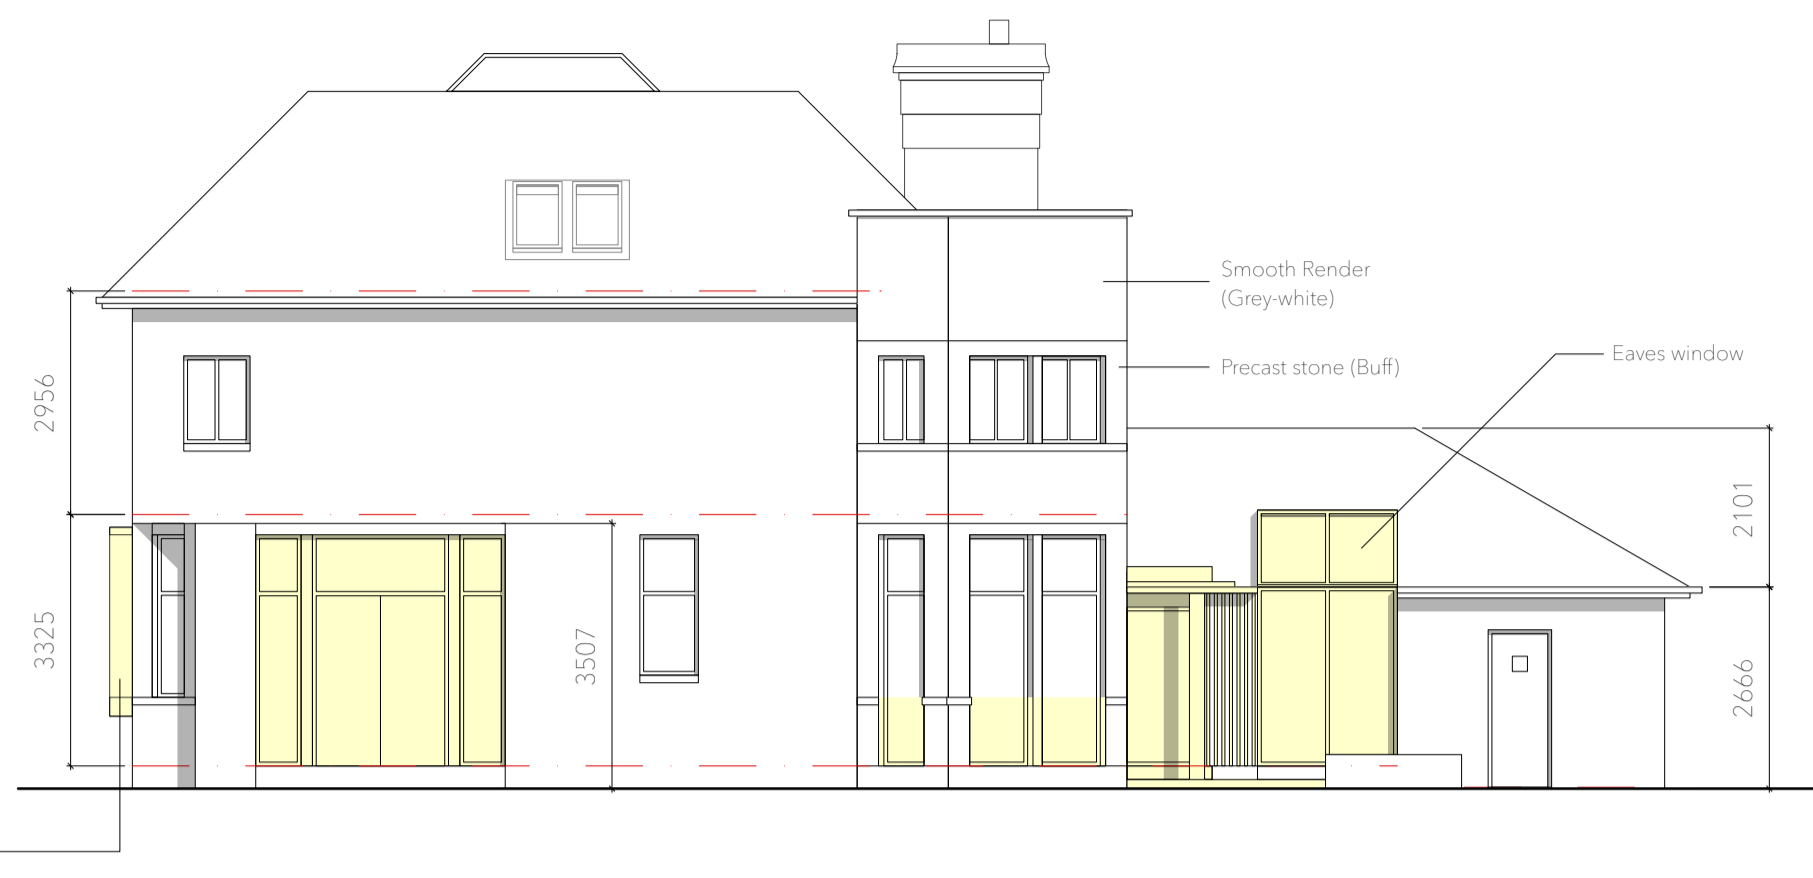 Smooth Render
(Grey-white)
Precast stone (Buff)
Eaves window
2956
3325
3507
2101
2666